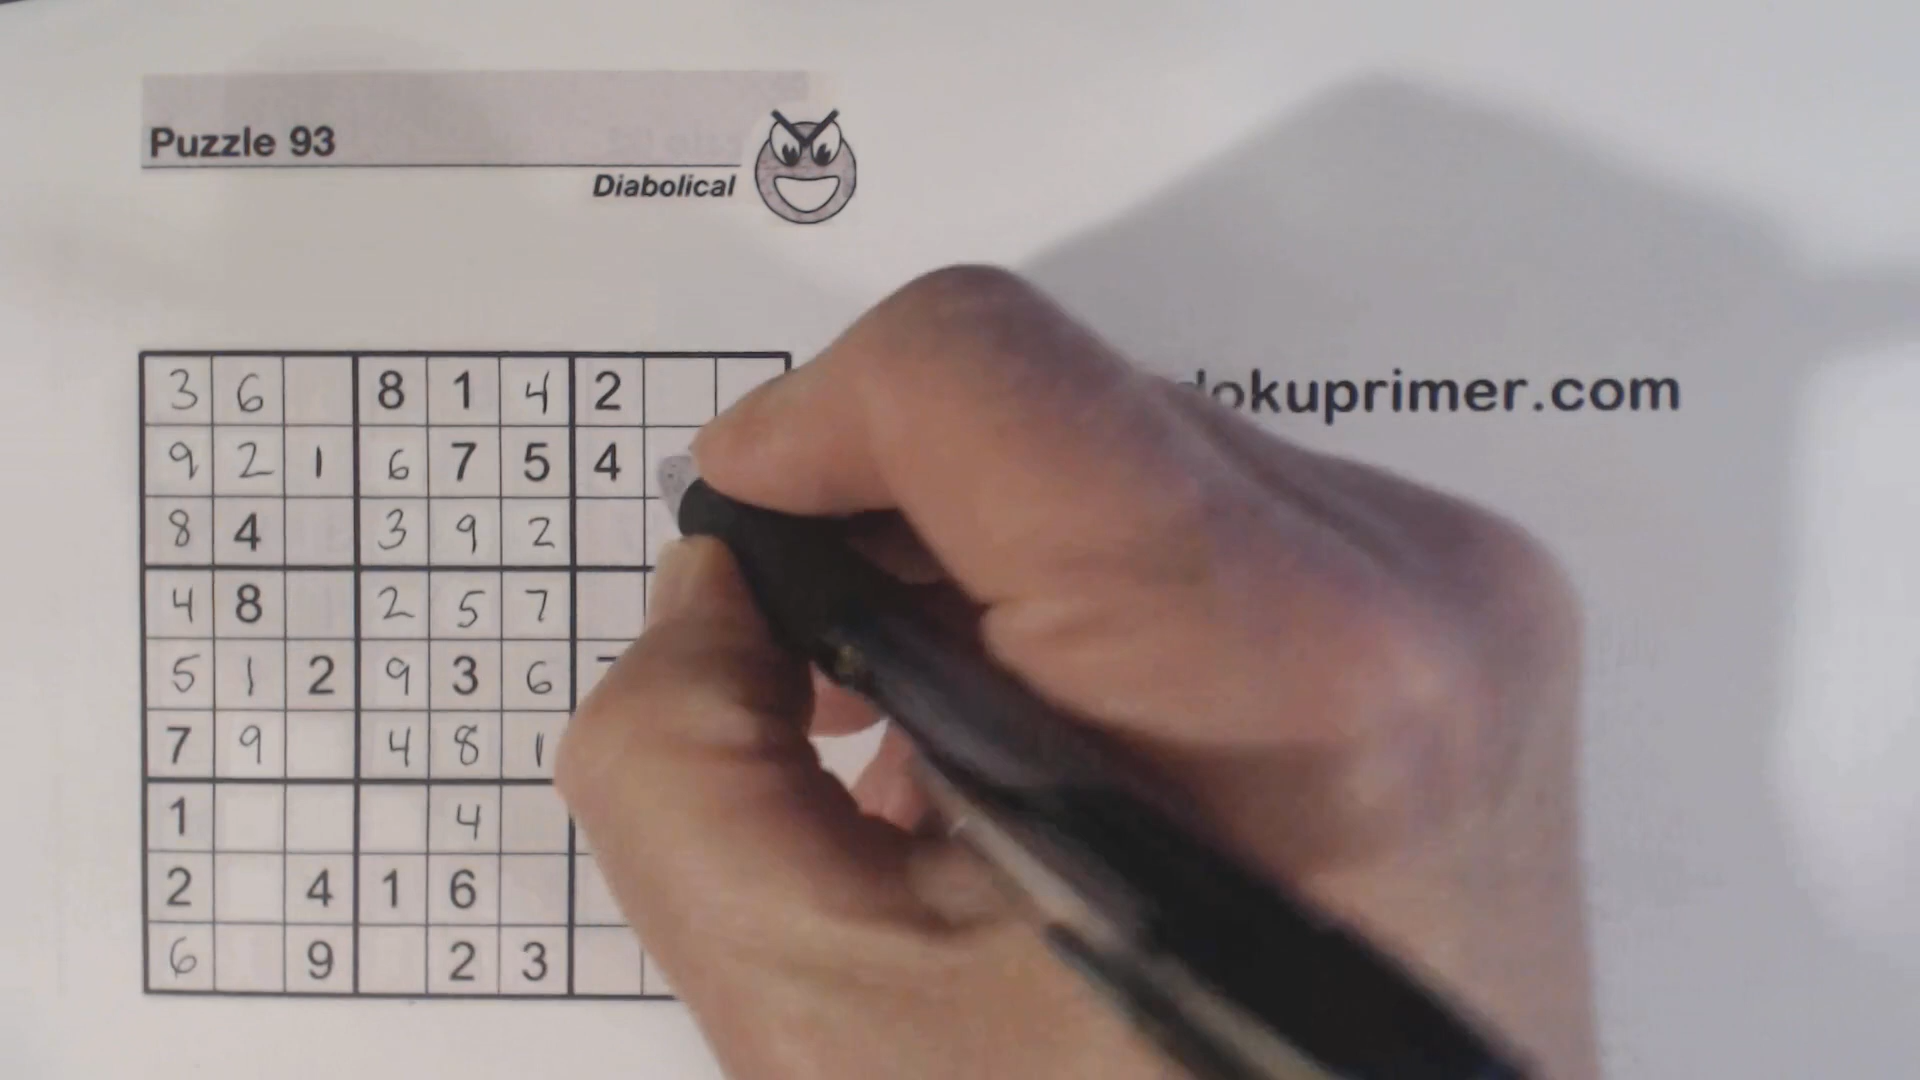 Puzzle 93
Diabolical
dokuprimer.com
3 6 8 1 4 2
9 2 1 6 7 5 4
8 4 3 9 2
4 8 2 5 7
5 1 2 9 3 6
7 9 4 8 1
1 4
2 4 1 6
6 9 2 3